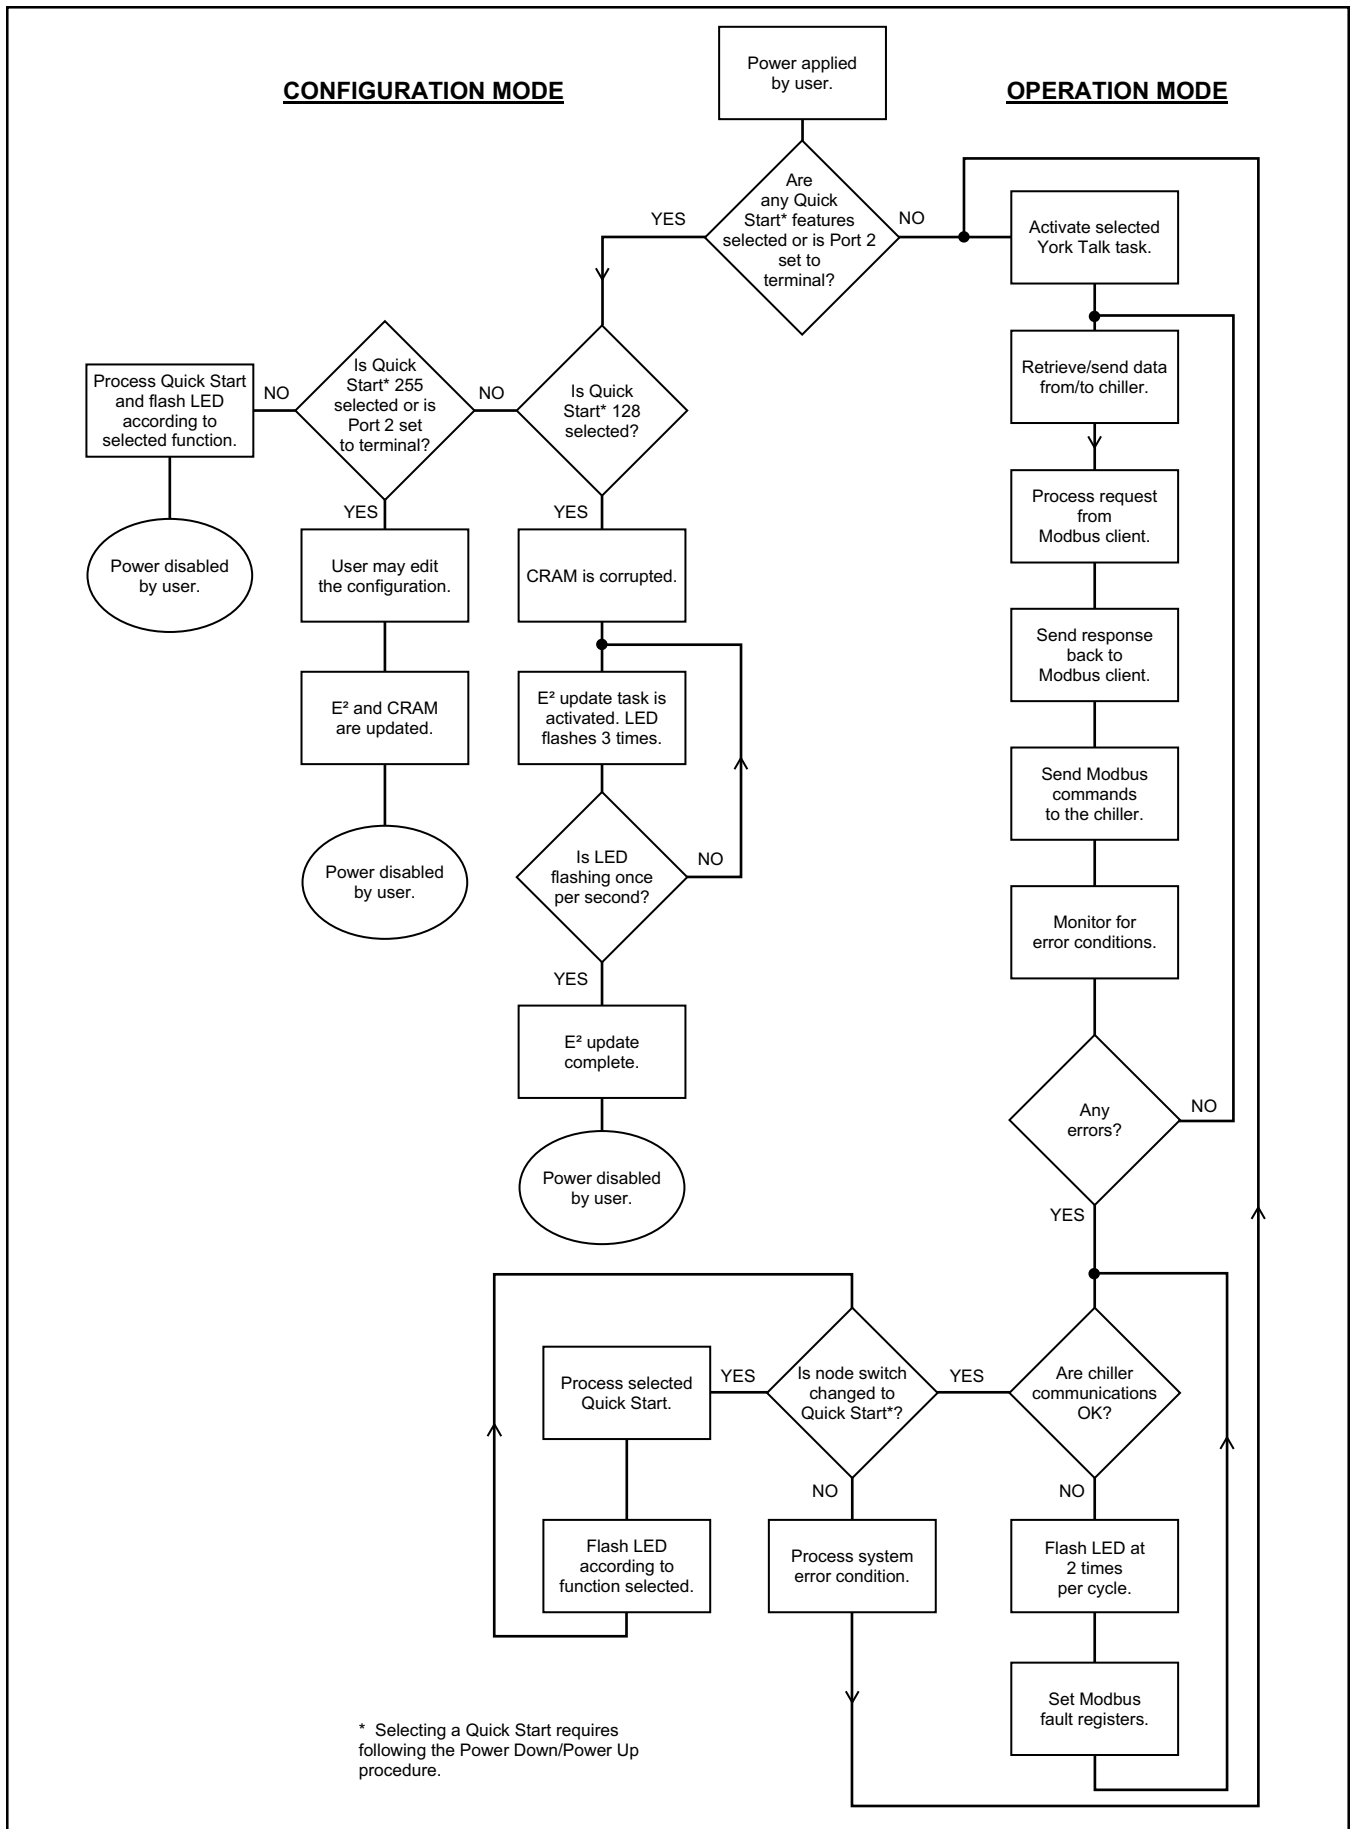 CONFIGURATION MODE
Power applied
by user.
OPERATION MODE
Are
any Quick
Start* features
selected or is Port 2
set to
terminal?
YES
NO
Activate selected
York Talk task.
Retrieve/send data
from/to chiller.
Process request
from
Modbus client.
Send response
back to
Modbus client.
Send Modbus
commands
to the chiller.
Monitor for
error conditions.
Any
errors?
NO
YES
Is Quick
Start* 128
selected?
NO
YES
Is Quick
Start* 255
selected or is
Port 2 set
to terminal?
NO
YES
Process Quick Start
and flash LED
according to
selected function.
Power disabled
by user.
User may edit
the configuration.
E² and CRAM
are updated.
Power disabled
by user.
CRAM is corrupted.
E² update task is
activated. LED
flashes 3 times.
Is LED
flashing once
per second?
NO
YES
E² update
complete.
Power disabled
by user.
Are chiller
communications
OK?
YES
NO
Is node switch
changed to
Quick Start*?
YES
NO
Process selected
Quick Start.
Flash LED
according to
function selected.
Process system
error condition.
Flash LED at
2 times
per cycle.
Set Modbus
fault registers.
* Selecting a Quick Start requires
following the Power Down/Power Up
procedure.